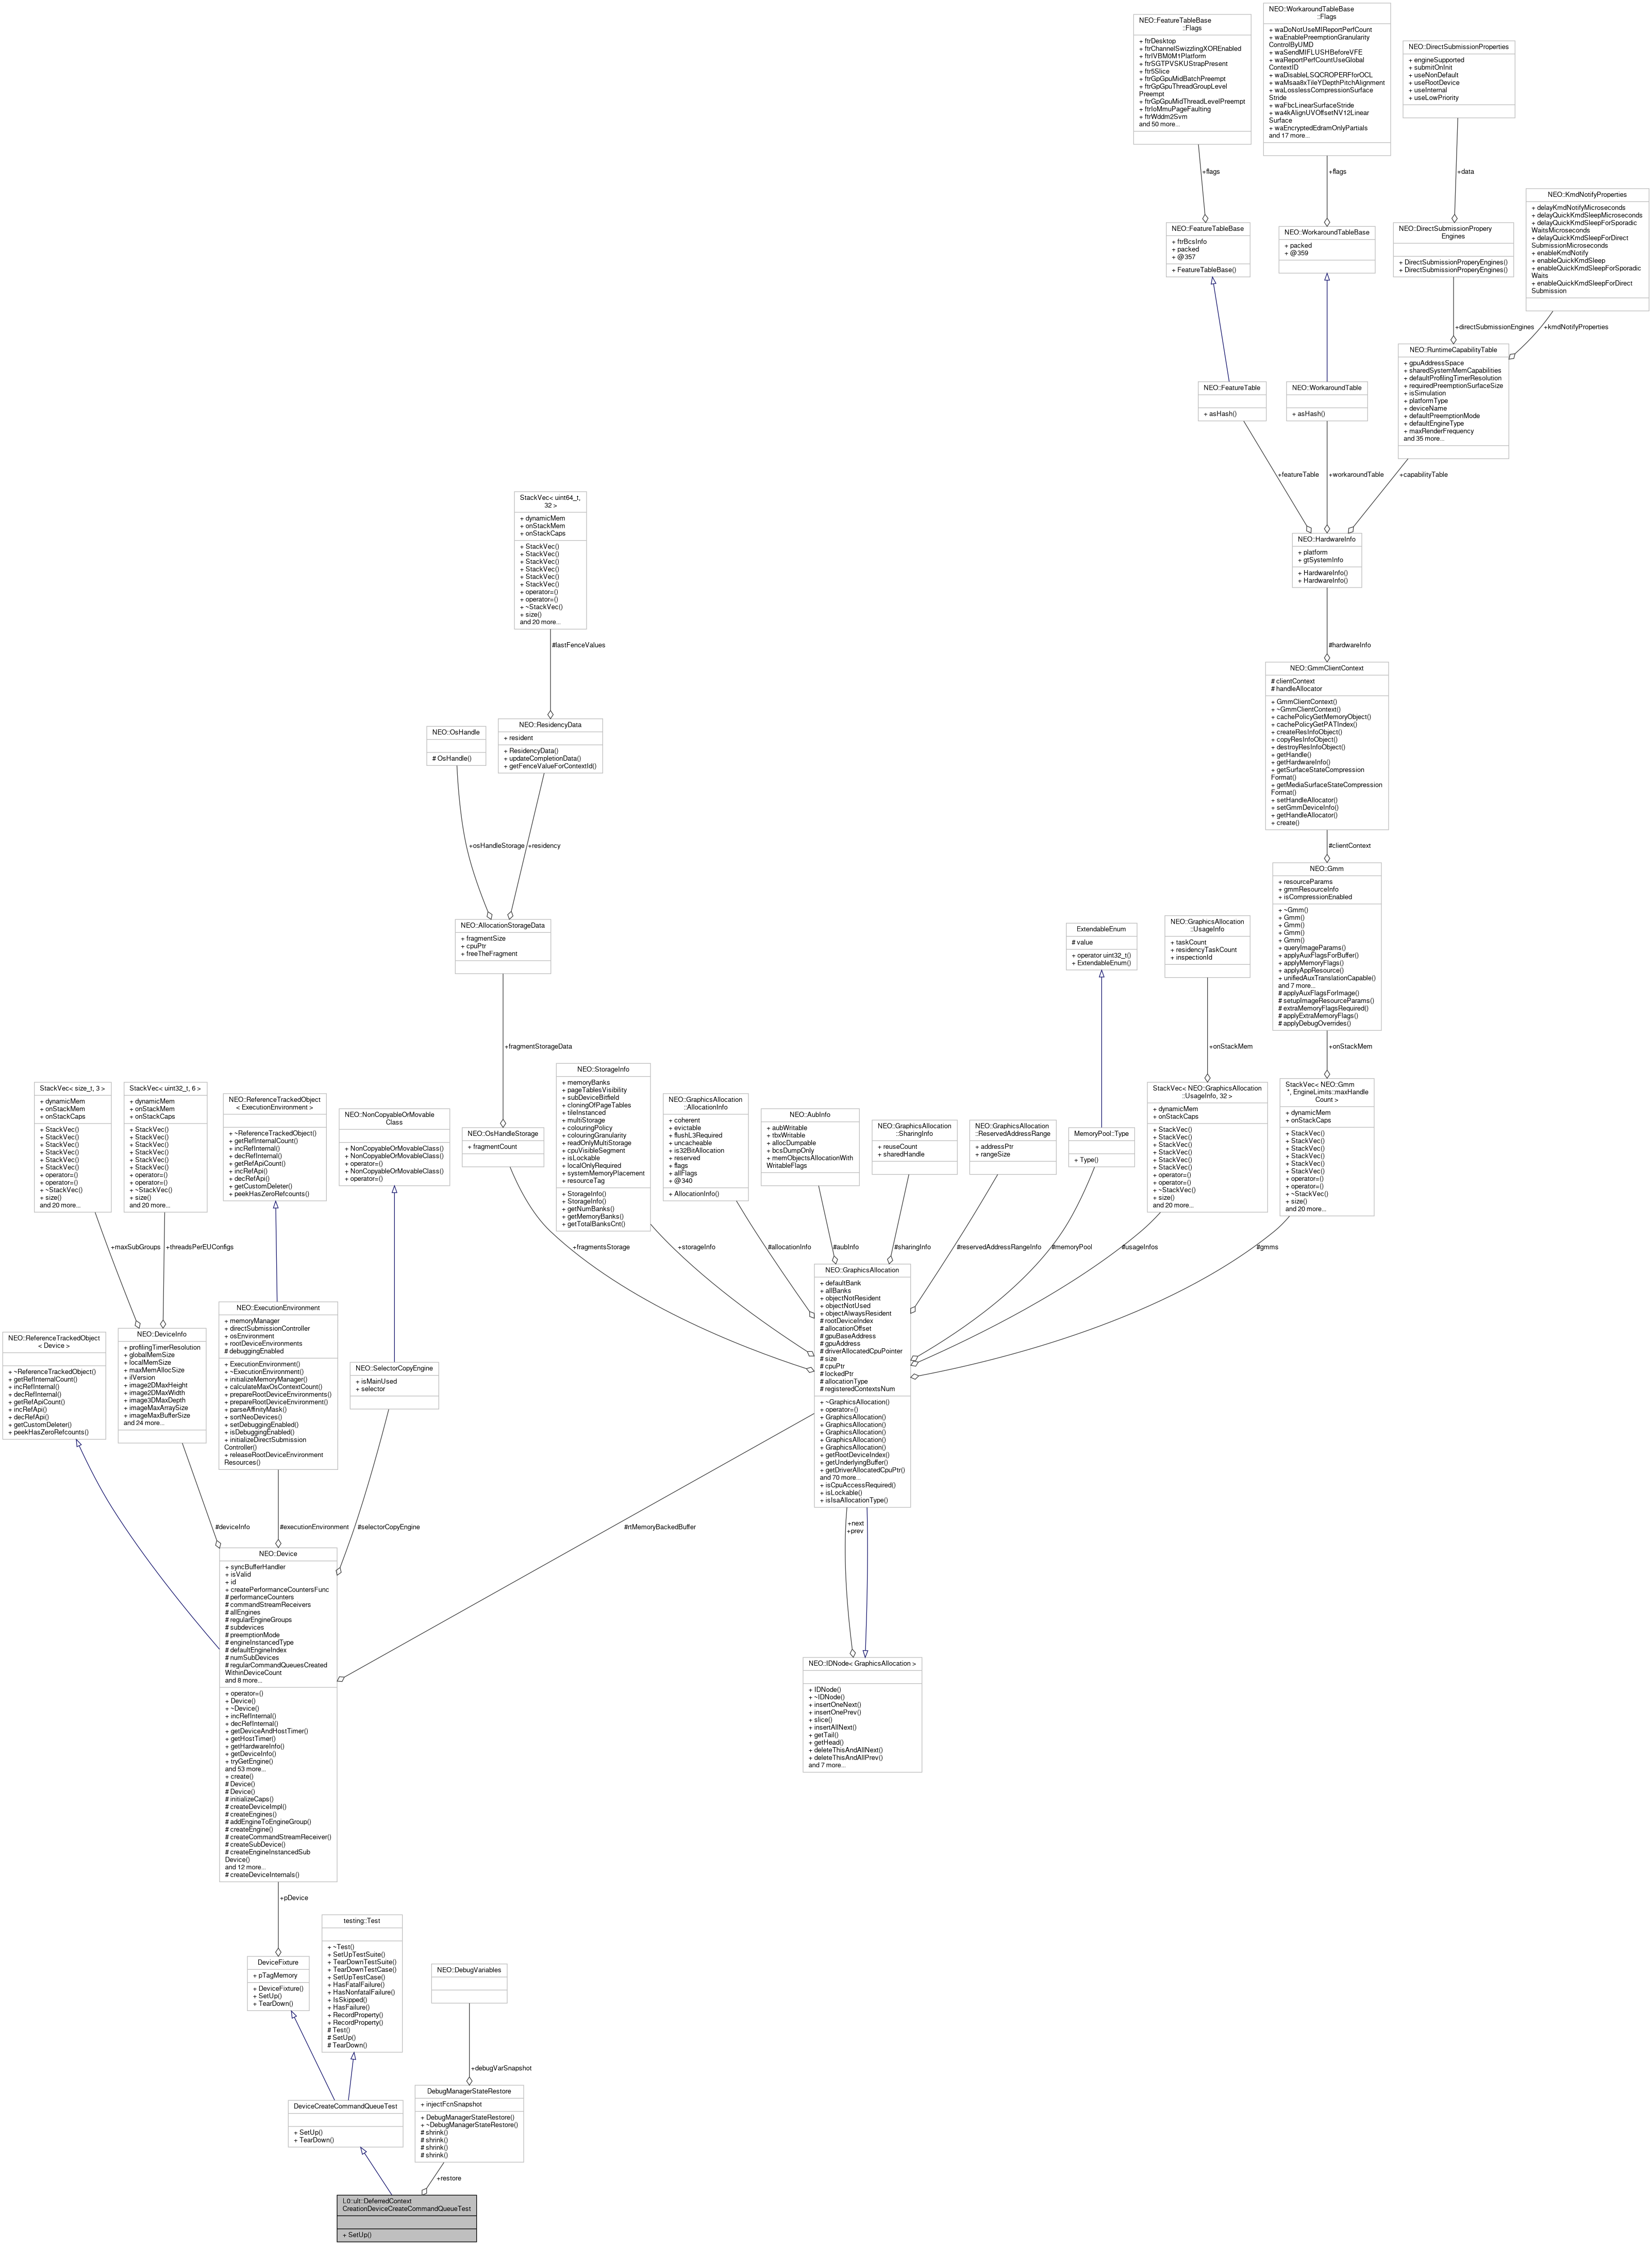 NEO::FeatureTableBase
::Flags
+ ftrDesktop
+ ftrChannelSwizzlingXOREnabled
+ ftrIVBM0M1Platform
+ ftrSGTPVSKUStrapPresent
+ ftr5Slice
+ ftrGpGpuMidBatchPreempt
+ ftrGpGpuThreadGroupLevel
Preempt
+ ftrGpGpuMidThreadLevelPreempt
+ ftrIoMmuPageFaulting
+ ftrWddm2Svm
and 50 more...
NEO::WorkaroundTableBase
::Flags
+ waDoNotUseMIReportPerfCount
+ waEnablePreemptionGranularity
ControlByUMD
+ waSendMIFLUSHBeforeVFE
+ waReportPerfCountUseGlobal
ContextID
+ waDisableLSQCROPERFforOCL
+ waMsaa8xTileYDepthPitchAlignment
+ waLosslessCompressionSurface
Stride
+ waFbcLinearSurfaceStride
+ wa4kAlignUVOffsetNV12Linear
Surface
+ waEncryptedEdramOnlyPartials
and 17 more...
NEO::DirectSubmissionProperties
+ engineSupported
+ submitOnInit
+ useNonDefault
+ useRootDevice
+ useInternal
+ useLowPriority
+flags
+flags
+data
NEO::KmdNotifyProperties
+ delayKmdNotifyMicroseconds
+ delayQuickKmdSleepMicroseconds
+ delayQuickKmdSleepForSporadic
WaitsMicroseconds
+ delayQuickKmdSleepForDirect
SubmissionMicroseconds
+ enableKmdNotify
+ enableQuickKmdSleep
+ enableQuickKmdSleepForSporadic
Waits
+ enableQuickKmdSleepForDirect
Submission
NEO::FeatureTableBase
+ ftrBcsInfo
+ packed
+ @357
+ FeatureTableBase()
NEO::WorkaroundTableBase
+ packed
+ @359
NEO::DirectSubmissionPropery
Engines
+ DirectSubmissionProperyEngines()
+ DirectSubmissionProperyEngines()
+directSubmissionEngines
+kmdNotifyProperties
NEO::RuntimeCapabilityTable
+ gpuAddressSpace
+ sharedSystemMemCapabilities
+ defaultProfilingTimerResolution
+ requiredPreemptionSurfaceSize
+ isSimulation
+ platformType
+ deviceName
+ defaultPreemptionMode
+ defaultEngineType
+ maxRenderFrequency
and 35 more...
NEO::FeatureTable
+ asHash()
NEO::WorkaroundTable
+ asHash()
+featureTable
+workaroundTable
+capabilityTable
NEO::HardwareInfo
+ platform
+ gtSystemInfo
+ HardwareInfo()
+ HardwareInfo()
#hardwareInfo
StackVec< uint64_t,
32 >
+ dynamicMem
+ onStackMem
+ onStackCaps
+ StackVec()
+ StackVec()
+ StackVec()
+ StackVec()
+ StackVec()
+ StackVec()
+ operator=()
+ operator=()
+ ~StackVec()
+ size()
and 20 more...
#lastFenceValues
NEO::GmmClientContext
# clientContext
# handleAllocator
+ GmmClientContext()
+ ~GmmClientContext()
+ cachePolicyGetMemoryObject()
+ cachePolicyGetPATIndex()
+ createResInfoObject()
+ copyResInfoObject()
+ destroyResInfoObject()
+ getHandle()
+ getHardwareInfo()
+ getSurfaceStateCompression
Format()
+ getMediaSurfaceStateCompression
Format()
+ setHandleAllocator()
+ setGmmDeviceInfo()
+ getHandleAllocator()
+ create()
#clientContext
NEO::OsHandle
# OsHandle()
NEO::ResidencyData
+ resident
+ ResidencyData()
+ updateCompletionData()
+ getFenceValueForContextId()
+osHandleStorage
+residency
NEO::Gmm
+ resourceParams
+ gmmResourceInfo
+ isCompressionEnabled
+ ~Gmm()
+ Gmm()
+ Gmm()
+ Gmm()
+ Gmm()
+ queryImageParams()
+ applyAuxFlagsForBuffer()
+ applyMemoryFlags()
+ applyAppResource()
+ unifiedAuxTranslationCapable()
and 7 more...
# applyAuxFlagsForImage()
# setupImageResourceParams()
# extraMemoryFlagsRequired()
# applyExtraMemoryFlags()
# applyDebugOverrides()
NEO::AllocationStorageData
+ fragmentSize
+ cpuPtr
+ freeTheFragment
ExtendableEnum
# value
+ operator uint32_t()
+ ExtendableEnum()
NEO::GraphicsAllocation
::UsageInfo
+ taskCount
+ residencyTaskCount
+ inspectionId
+fragmentStorageData
+onStackMem
+onStackMem
StackVec< size_t, 3 >
+ dynamicMem
+ onStackMem
+ onStackCaps
+ StackVec()
+ StackVec()
+ StackVec()
+ StackVec()
+ StackVec()
+ StackVec()
+ operator=()
+ operator=()
+ ~StackVec()
+ size()
and 20 more...
StackVec< uint32_t, 6 >
+ dynamicMem
+ onStackMem
+ onStackCaps
+ StackVec()
+ StackVec()
+ StackVec()
+ StackVec()
+ StackVec()
+ StackVec()
+ operator=()
+ operator=()
+ ~StackVec()
+ size()
and 20 more...
NEO::ReferenceTrackedObject
< ExecutionEnvironment >
+ ~ReferenceTrackedObject()
+ getRefInternalCount()
+ incRefInternal()
+ decRefInternal()
+ getRefApiCount()
+ incRefApi()
+ decRefApi()
+ getCustomDeleter()
+ peekHasZeroRefcounts()
NEO::NonCopyableOrMovable
Class
+ NonCopyableOrMovableClass()
+ NonCopyableOrMovableClass()
+ operator=()
+ NonCopyableOrMovableClass()
+ operator=()
NEO::OsHandleStorage
+ fragmentCount
NEO::StorageInfo
+ memoryBanks
+ pageTablesVisibility
+ subDeviceBitfield
+ cloningOfPageTables
+ tileInstanced
+ multiStorage
+ colouringPolicy
+ colouringGranularity
+ readOnlyMultiStorage
+ cpuVisibleSegment
+ isLockable
+ localOnlyRequired
+ systemMemoryPlacement
+ resourceTag
+ StorageInfo()
+ StorageInfo()
+ getNumBanks()
+ getMemoryBanks()
+ getTotalBanksCnt()
NEO::GraphicsAllocation
::AllocationInfo
+ coherent
+ evictable
+ flushL3Required
+ uncacheable
+ is32BitAllocation
+ reserved
+ flags
+ allFlags
+ @340
+ AllocationInfo()
NEO::AubInfo
+ aubWritable
+ tbxWritable
+ allocDumpable
+ bcsDumpOnly
+ memObjectsAllocationWith
WritableFlags
NEO::GraphicsAllocation
::SharingInfo
+ reuseCount
+ sharedHandle
NEO::GraphicsAllocation
::ReservedAddressRange
+ addressPtr
+ rangeSize
MemoryPool::Type
+ Type()
StackVec< NEO::GraphicsAllocation
::UsageInfo, 32 >
+ dynamicMem
+ onStackCaps
+ StackVec()
+ StackVec()
+ StackVec()
+ StackVec()
+ StackVec()
+ StackVec()
+ operator=()
+ operator=()
+ ~StackVec()
+ size()
and 20 more...
StackVec< NEO::Gmm
*, EngineLimits::maxHandle
Count >
+ dynamicMem
+ onStackCaps
+ StackVec()
+ StackVec()
+ StackVec()
+ StackVec()
+ StackVec()
+ StackVec()
+ operator=()
+ operator=()
+ ~StackVec()
+ size()
and 20 more...
+maxSubGroups
+threadsPerEUConfigs
+fragmentsStorage
+storageInfo
#allocationInfo
#aubInfo
#sharingInfo
#reservedAddressRangeInfo
#memoryPool
#usageInfos
#gmms
NEO::ReferenceTrackedObject
< Device >
+ ~ReferenceTrackedObject()
+ getRefInternalCount()
+ incRefInternal()
+ decRefInternal()
+ getRefApiCount()
+ incRefApi()
+ decRefApi()
+ getCustomDeleter()
+ peekHasZeroRefcounts()
NEO::DeviceInfo
+ profilingTimerResolution
+ globalMemSize
+ localMemSize
+ maxMemAllocSize
+ ilVersion
+ image2DMaxHeight
+ image2DMaxWidth
+ image3DMaxDepth
+ imageMaxArraySize
+ imageMaxBufferSize
and 24 more...
NEO::ExecutionEnvironment
+ memoryManager
+ directSubmissionController
+ osEnvironment
+ rootDeviceEnvironments
# debuggingEnabled
+ ExecutionEnvironment()
+ ~ExecutionEnvironment()
+ initializeMemoryManager()
+ calculateMaxOsContextCount()
+ prepareRootDeviceEnvironments()
+ prepareRootDeviceEnvironment()
+ parseAffinityMask()
+ sortNeoDevices()
+ setDebuggingEnabled()
+ isDebuggingEnabled()
+ initializeDirectSubmission
Controller()
+ releaseRootDeviceEnvironment
Resources()
NEO::SelectorCopyEngine
+ isMainUsed
+ selector
NEO::GraphicsAllocation
+ defaultBank
+ allBanks
+ objectNotResident
+ objectNotUsed
+ objectAlwaysResident
# rootDeviceIndex
# allocationOffset
# gpuBaseAddress
# gpuAddress
# driverAllocatedCpuPointer
# size
# cpuPtr
# lockedPtr
# allocationType
# registeredContextsNum
+ ~GraphicsAllocation()
+ operator=()
+ GraphicsAllocation()
+ GraphicsAllocation()
+ GraphicsAllocation()
+ GraphicsAllocation()
+ GraphicsAllocation()
+ getRootDeviceIndex()
+ getUnderlyingBuffer()
+ getDriverAllocatedCpuPtr()
and 70 more...
+ isCpuAccessRequired()
+ isLockable()
+ isIsaAllocationType()
#deviceInfo
#executionEnvironment
#selectorCopyEngine
#rtMemoryBackedBuffer
+next
+prev
NEO::Device
+ syncBufferHandler
+ isValid
+ id
+ createPerformanceCountersFunc
# performanceCounters
# commandStreamReceivers
# allEngines
# regularEngineGroups
# subdevices
# preemptionMode
# engineInstancedType
# defaultEngineIndex
# numSubDevices
# regularCommandQueuesCreated
WithinDeviceCount
and 8 more...
+ operator=()
+ Device()
+ ~Device()
+ incRefInternal()
+ decRefInternal()
+ getDeviceAndHostTimer()
+ getHostTimer()
+ getHardwareInfo()
+ getDeviceInfo()
+ tryGetEngine()
and 53 more...
+ create()
# Device()
# Device()
# initializeCaps()
# createDeviceImpl()
# createEngines()
# addEngineToEngineGroup()
# createEngine()
# createCommandStreamReceiver()
# createSubDevice()
# createEngineInstancedSub
Device()
and 12 more...
# createDeviceInternals()
NEO::IDNode< GraphicsAllocation >
+ IDNode()
+ ~IDNode()
+ insertOneNext()
+ insertOnePrev()
+ slice()
+ insertAllNext()
+ getTail()
+ getHead()
+ deleteThisAndAllNext()
+ deleteThisAndAllPrev()
and 7 more...
+pDevice
DeviceFixture
+ pTagMemory
+ DeviceFixture()
+ SetUp()
+ TearDown()
testing::Test
+ ~Test()
+ SetUpTestSuite()
+ TearDownTestSuite()
+ TearDownTestCase()
+ SetUpTestCase()
+ HasFatalFailure()
+ HasNonfatalFailure()
+ IsSkipped()
+ HasFailure()
+ RecordProperty()
+ RecordProperty()
# Test()
# SetUp()
# TearDown()
NEO::DebugVariables
+debugVarSnapshot
DeviceCreateCommandQueueTest
+ SetUp()
+ TearDown()
DebugManagerStateRestore
+ injectFcnSnapshot
+ DebugManagerStateRestore()
+ ~DebugManagerStateRestore()
# shrink()
# shrink()
# shrink()
# shrink()
+restore
L0::ult::DeferredContext
CreationDeviceCreateCommandQueueTest
+ SetUp()